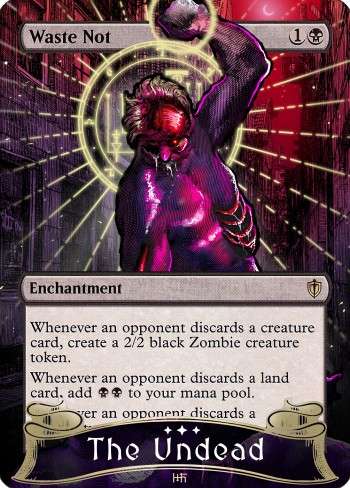 Waste Not 1
Enchantment
Whenever an opponent discards a creature
card, create a 2/2 black Zombie creature
token.
Whenever an opponent discards a land
card, add to your mana pool.
an opponent discards a
The Undead